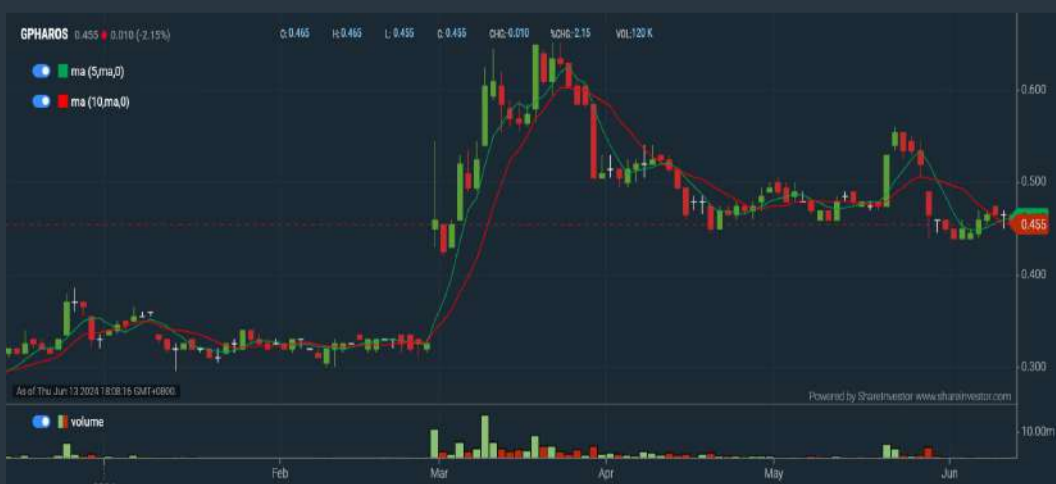 GPHAROS 0.455 0.010 (-2.15%) O: 0.465 H: 0.465 L: 0.455 C: 0.455 CHG:-0.010 %CHG:-2.15 VOL:120 K
ma (5,ma,0)
ma (10,ma,0)
0.600
0.500
0.455
0.400
0.300
As of Thu Jun 13 2024 18:08:16 GMT+0800
Powered by ShareInvestor www.shareinvestor.com
volume
10.00m
Feb Mar Apr May Jun